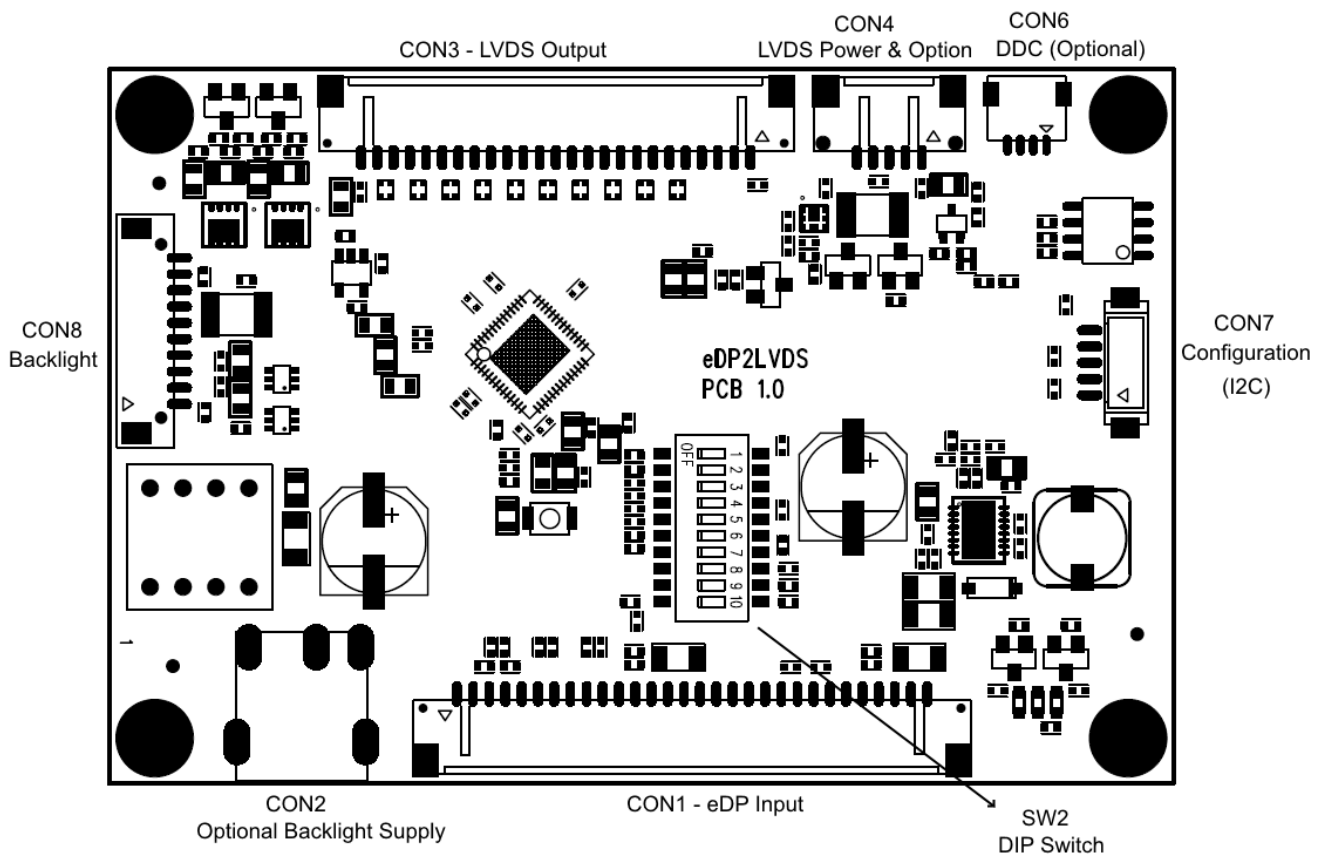 CON6
DDC (Optional)
CON4
LVDS Power & Option
CON3 - LVDS Output
CON8
Backlight
CON7
Configuration
(I2C)
eDP2LVDS
PCB 1.0
OFF
1
2
3
4
5
6
7
8
9
10
+
+
1
CON2
Optional Backlight Supply
CON1 - eDP Input
SW2
DIP Switch